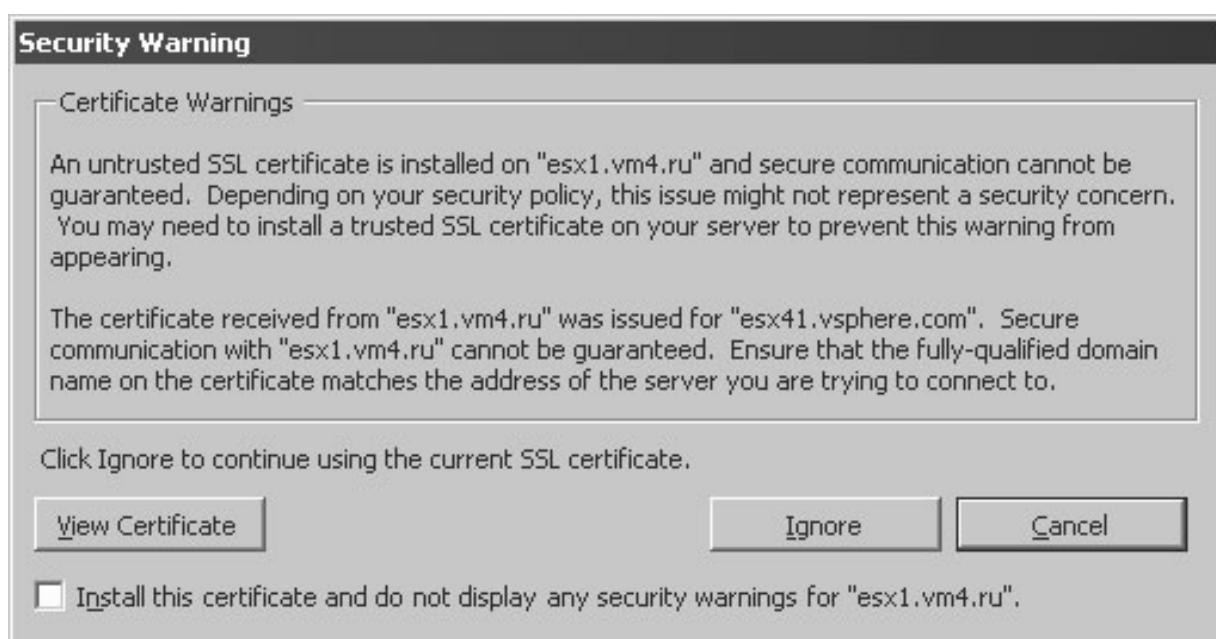 Security Warning
Certificate Warnings
An untrusted SSL certificate is installed on "esx1.vm4.ru" and secure communication cannot be
guaranteed.  Depending on your security policy, this issue might not represent a security concern.
You may need to install a trusted SSL certificate on your server to prevent this warning from
appearing.
The certificate received from "esx1.vm4.ru" was issued for "esx41.vsphere.com".  Secure
communication with "esx1.vm4.ru" cannot be guaranteed.  Ensure that the fully-qualified domain
name on the certificate matches the address of the server you are trying to connect to.
Click Ignore to continue using the current SSL certificate.
View Certificate
Ignore
Cancel
Install this certificate and do not display any security warnings for "esx1.vm4.ru".